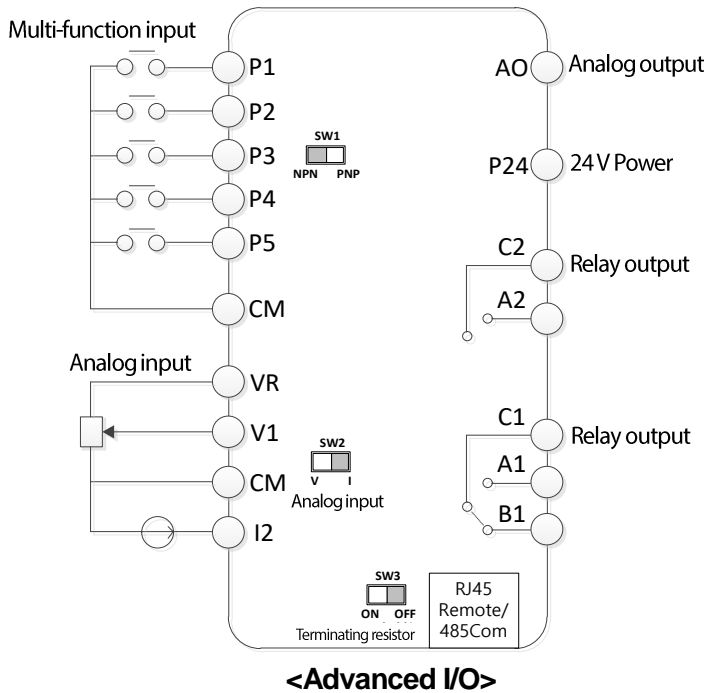 Multi-function input
P1
P2
P3
P4
P5
CM
SW1
NPN PNP
Analog input
VR
V1
CM
I2
SW2
V I
Analog input
SW3
ON OFF
Terminating resistor
RJ45
Remote/
485Com
AO Analog output
P24 24 V Power
C2 Relay output
A2
C1 Relay output
A1
B1
<Advanced I/O>